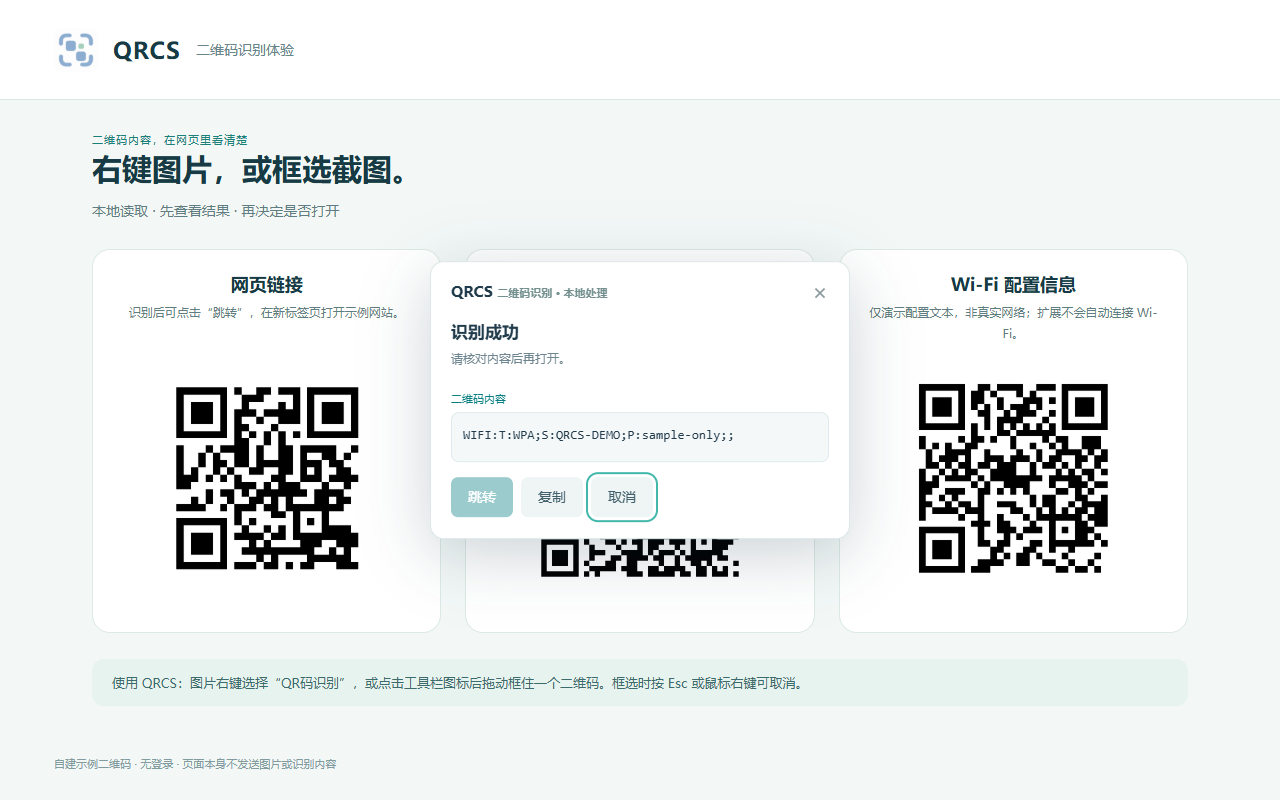 QRCS 二维码识别体验
二维码内容，在网页里看清楚
右键图片，或框选截图。
本地读取 · 先查看结果 · 再决定是否打开
网页链接
识别后可点击“跳转”，在新标签页打开示例网站。
QRCS 二维码识别 • 本地处理
×
识别成功
请核对内容后再打开。
二维码内容
WIFI:T:WPA;S:QRCS-DEMO;P:sample-only;;
跳转 复制 取消
Wi-Fi 配置信息
仅演示配置文本，非真实网络；扩展不会自动连接 Wi-
Fi。
使用 QRCS：图片右键选择“QR码识别”，或点击工具栏图标后拖动框住一个二维码。框选时按 Esc 或鼠标右键可取消。
自建示例二维码 · 无登录 · 页面本身不发送图片或识别内容